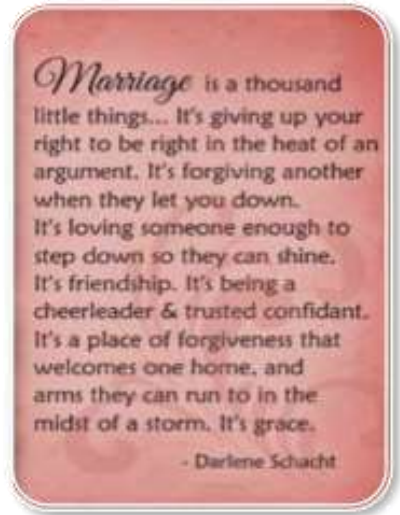 Marriage is a thousand
little things... It's giving up your
right to be right in the heat of an
argument. It's forgiving another
when they let you down.
It's loving someone enough to
step down so they can shine.
It's friendship. It's being a
cheerleader & trusted confidant.
It's a place of forgiveness that
welcomes one home, and
arms they can run to in the
midst of a storm. It's grace.
- Darlene Schacht